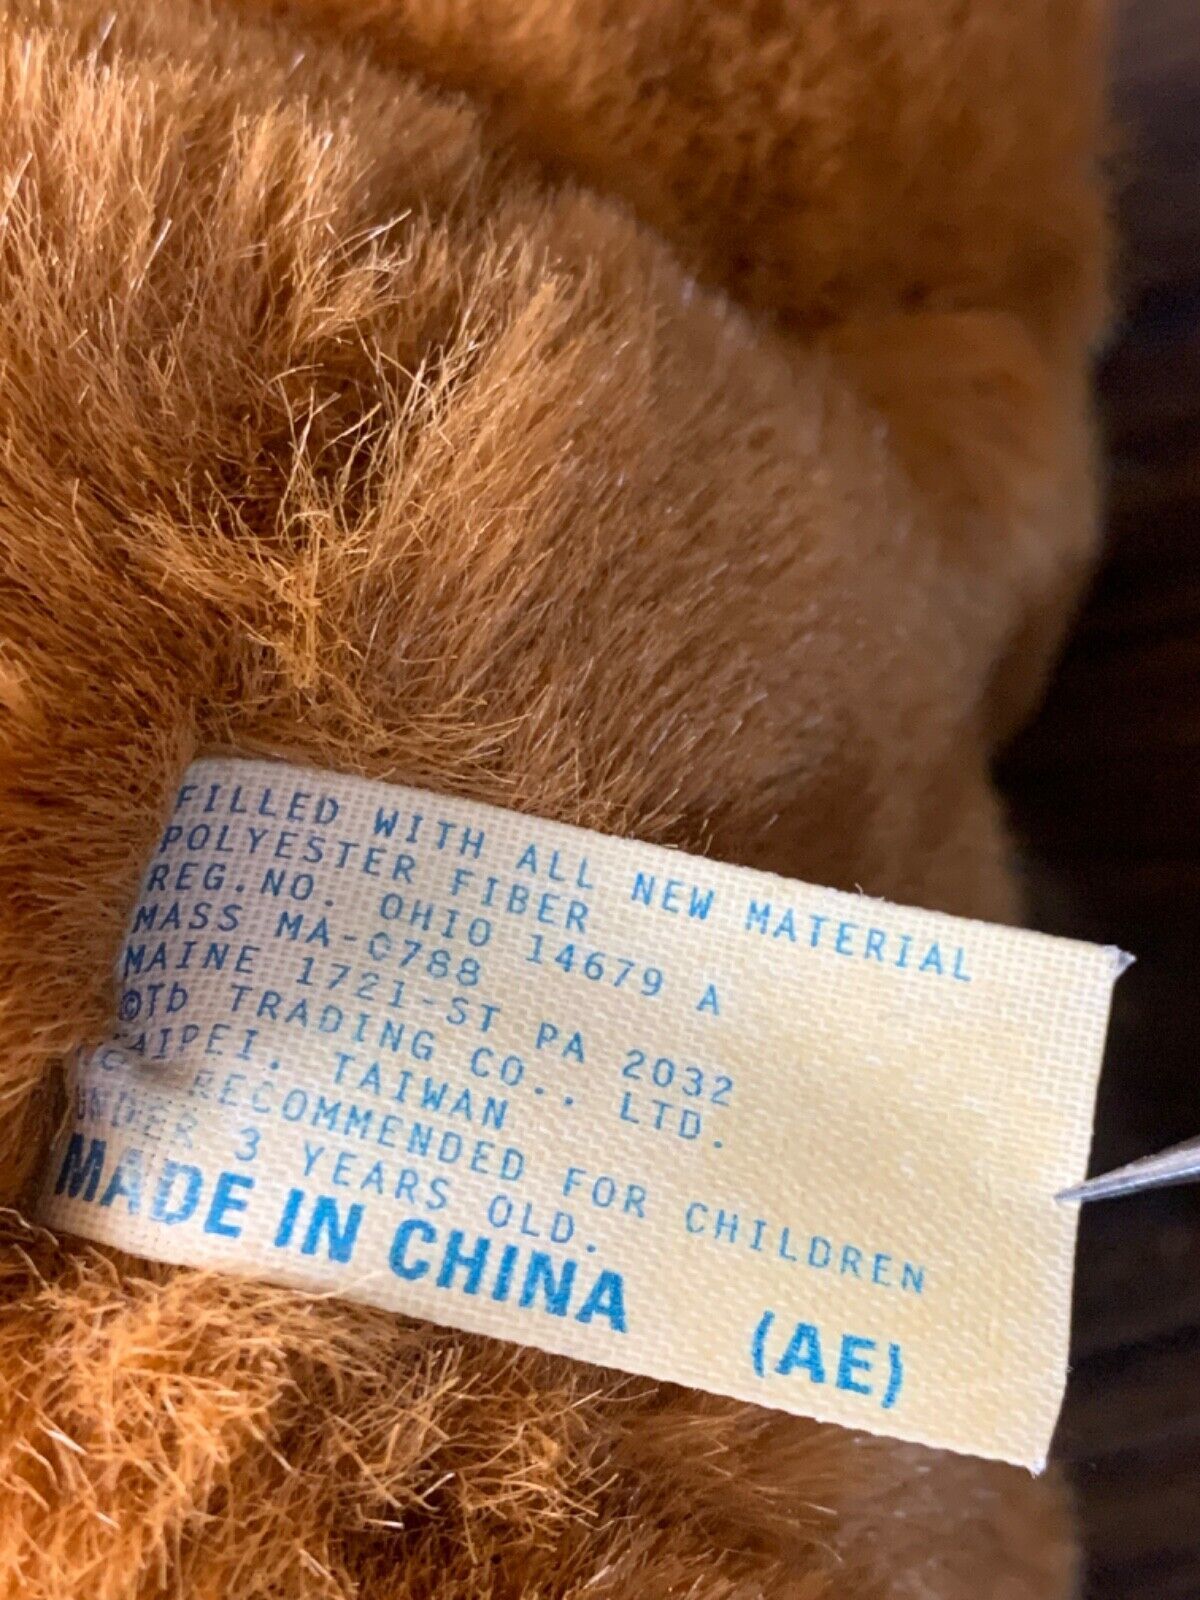 FILLED WITH ALL NEW MATERIAL
POLYESTER FIBER
REG.NO. OHIO 14679 A
MASS MA-0788
MAINE 1721-ST PA 2032
©Tb TRADING CO., LTD.
TAIPEI, TAIWAN
RECOMMENDED FOR CHILDREN
UNDER 3 YEARS OLD.
MADE IN CHINA (AE)